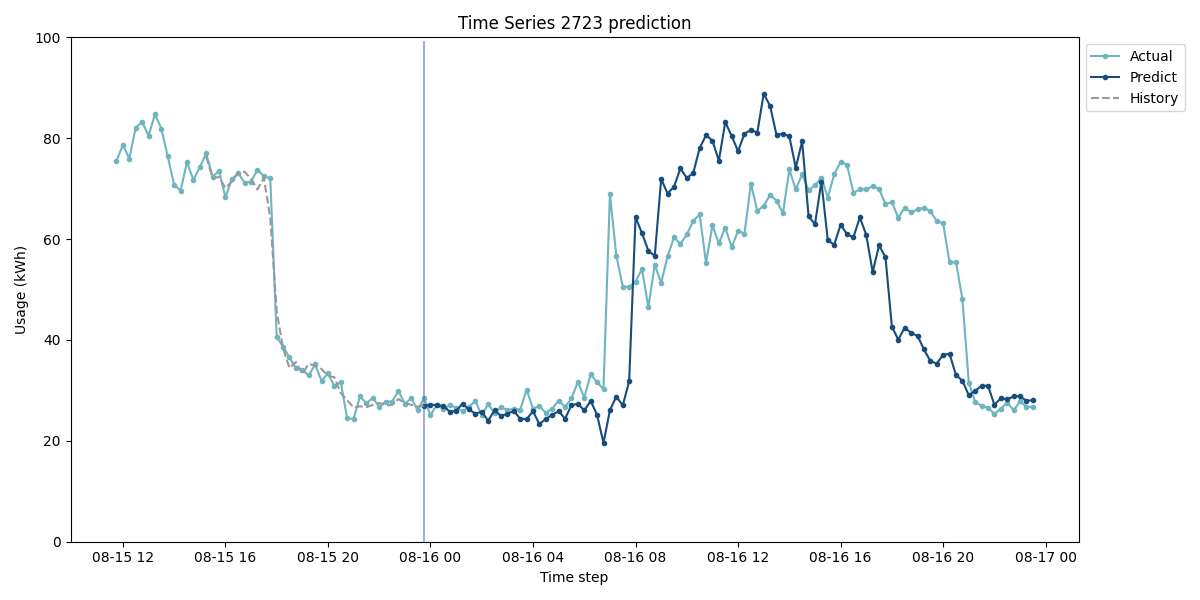 Time Series 2723 prediction
100
80
60
40
20
0
Usage (kWh)
08-15 12
08-15 16
08-15 20
08-16 00
08-16 04
08-16 08
08-16 12
08-16 16
08-16 20
08-17 00
Time step
Actual
Predict
History